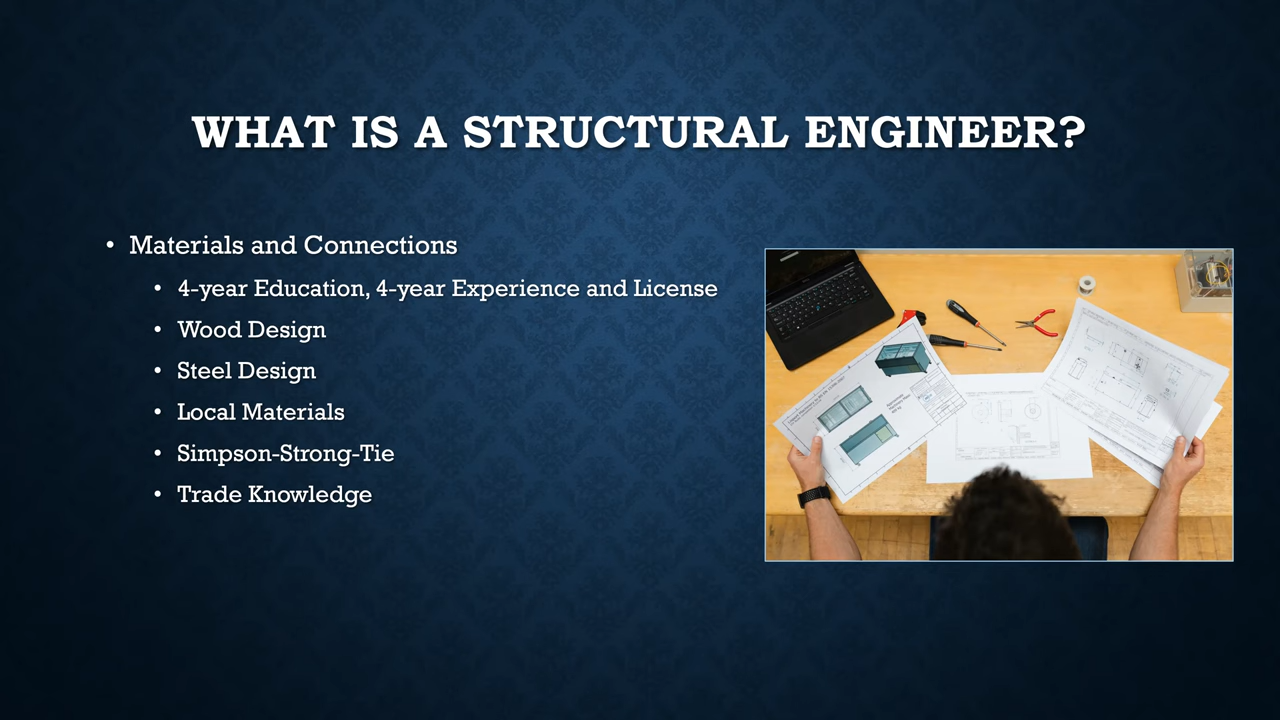 WHAT IS A STRUCTURAL ENGINEER?
• Materials and Connections
• 4-year Education, 4-year Experience and License
• Wood Design
• Steel Design
• Local Materials
• Simpson-Strong-Tie
• Trade Knowledge